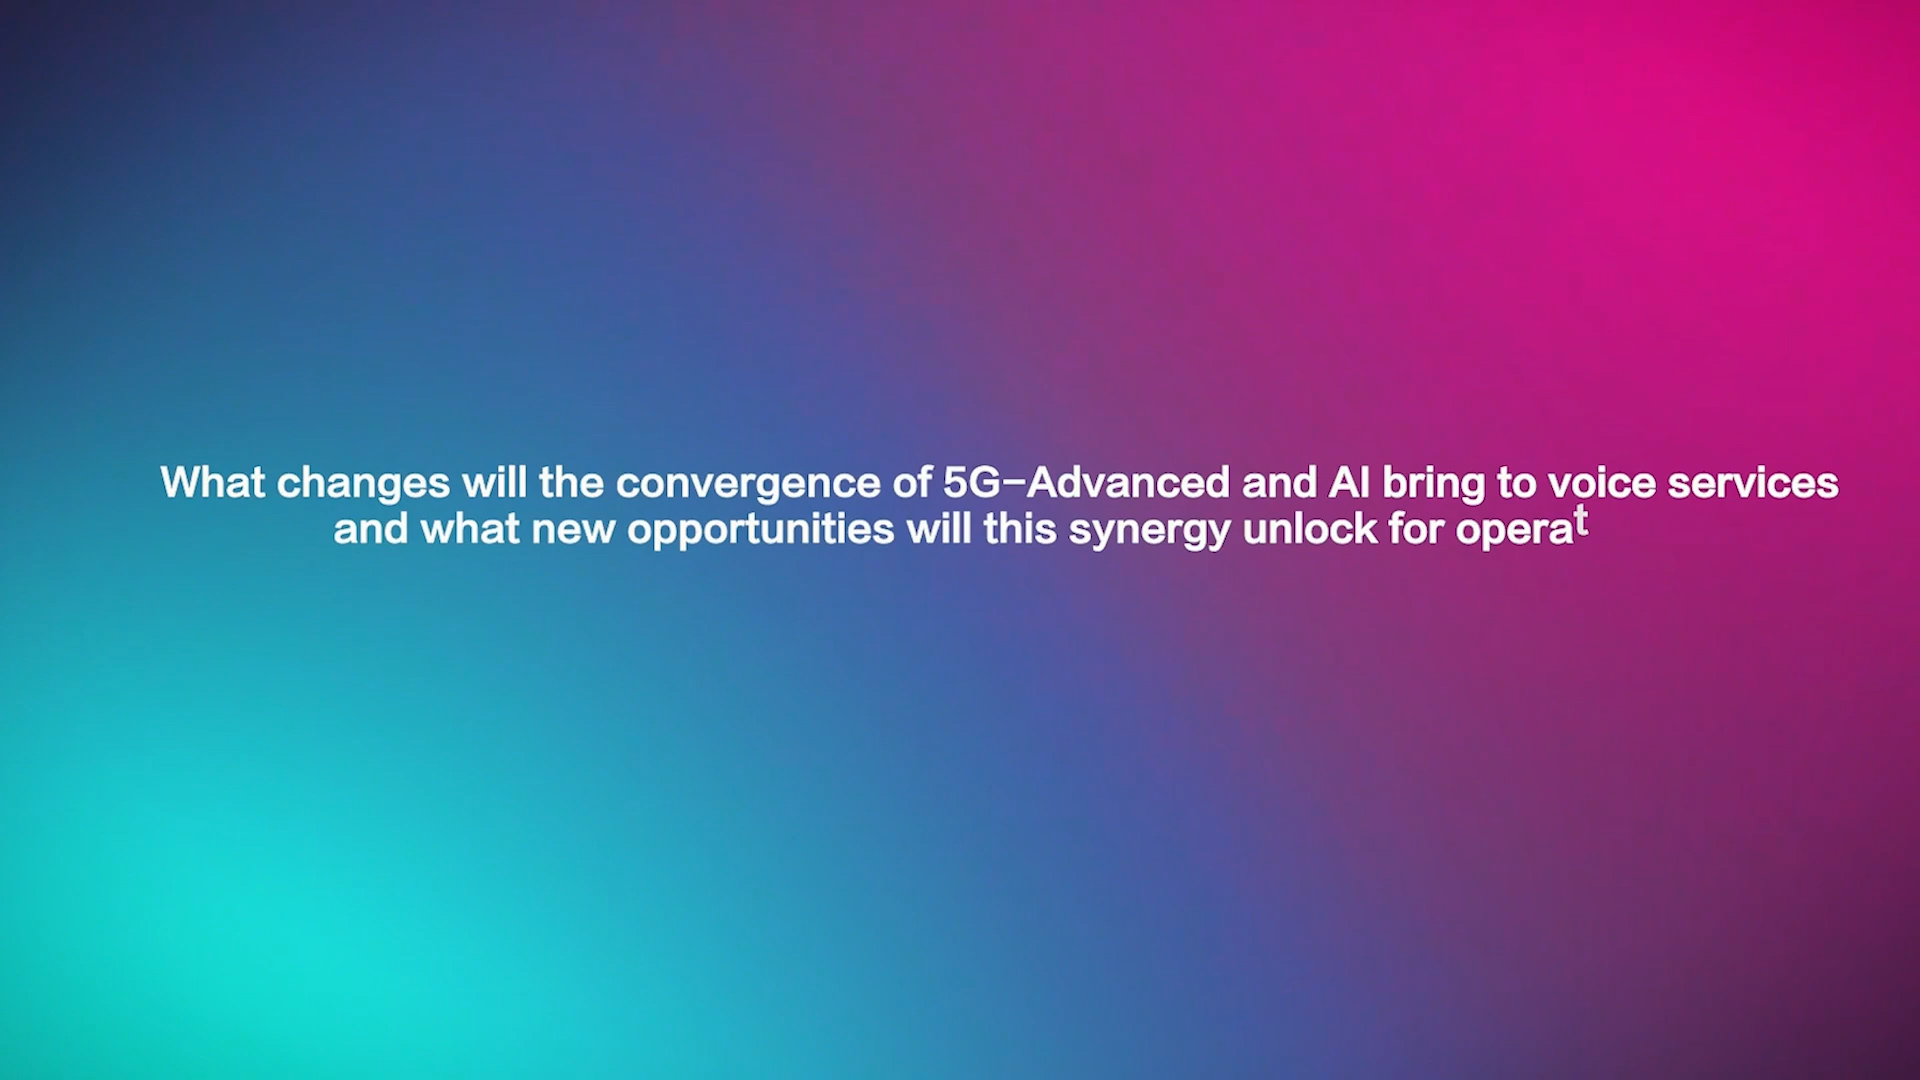 What changes will the convergence of 5G–Advanced and AI bring to voice services
and what new opportunities will this synergy unlock for operat